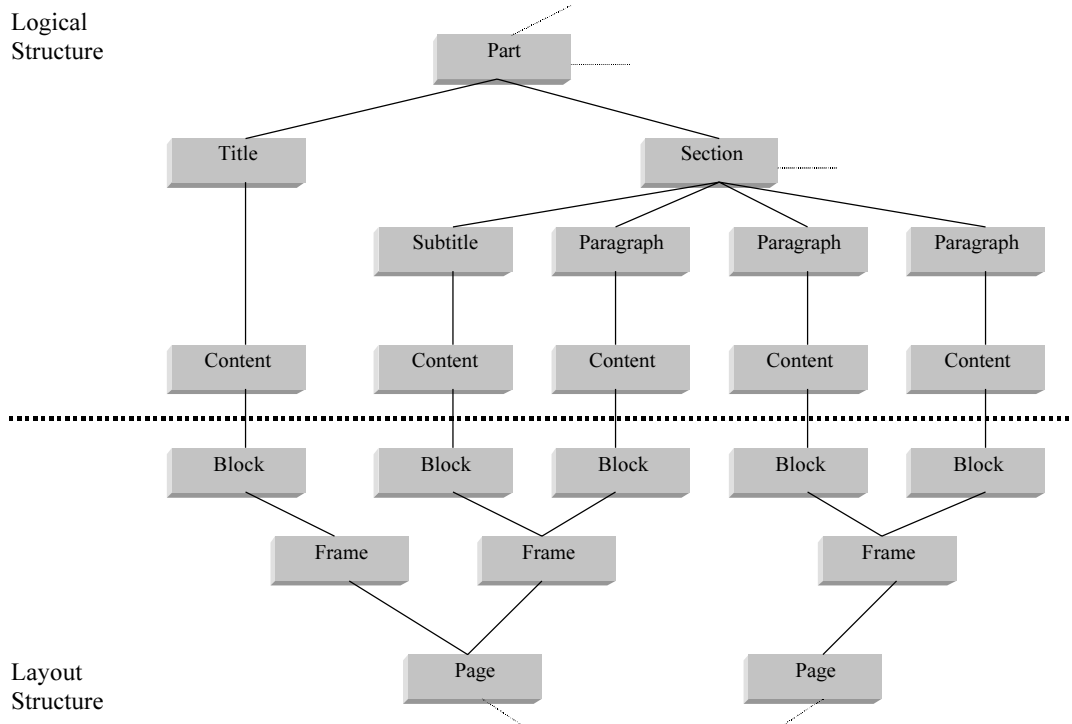 Logical
Structure
Part
Title
Section
Subtitle
Paragraph
Paragraph
Paragraph
Content
Content
Content
Content
Content
Block
Block
Block
Block
Block
Frame
Frame
Frame
Layout
Structure
Page
Page